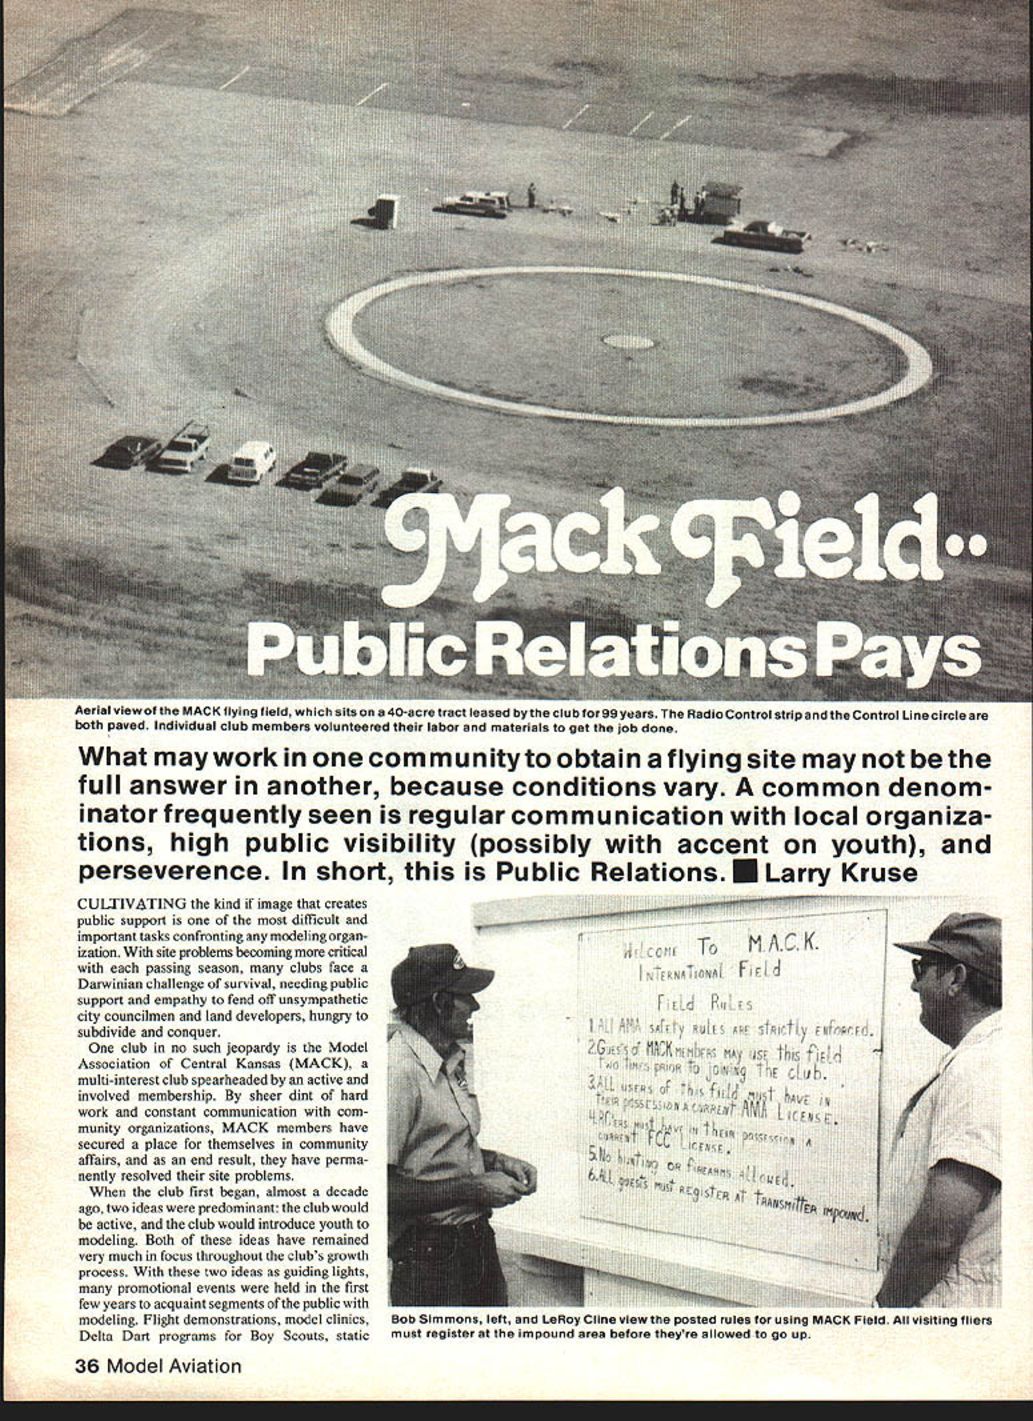 Mack Field··
Public Relations Pays
Aerial view of the MACK flying field, which sits on a 40-acre tract leased by the club for 99 years. The Radio Control strip and the Control Line circle are
both paved. Individual club members volunteered their labor and materials to get the job done.
What may work in one community to obtain a flying site may not be the
full answer in another, because conditions vary. A common denom-
inator frequently seen is regular communication with local organiza-
tions, high public visibility (possibly with accent on youth), and
perseverence. In short, this is Public Relations. ■ Larry Kruse
CULTIVATING the kind if image that creates
public support is one of the most difficult and
important tasks confronting any modeling organ-
ization. With site problems becoming more critical
with each passing season, many clubs face a
Darwinian challenge of survival, needing public
support and empathy to fend off unsympathetic
city councilmen and land developers, hungry to
subdivide and conquer.
One club in no such jeopardy is the Model
Association of Central Kansas (MACK), a
multi-interest club spearheaded by an active and
involved membership. By sheer dint of hard
work and constant communication with com-
munity organizations, MACK members have
secured a place for themselves in community
affairs, and as an end result, they have perma-
nently resolved their site problems.
When the club first began, almost a decade
ago, two ideas were predominant: the club would
be active, and the club would introduce youth to
modeling. Both of these ideas have remained
very much in focus throughout the club's growth
process. With these two ideas as guiding lights,
many promotional events were held in the first
few years to acquaint segments of the public with
modeling. Flight demonstrations, model clinics,
Delta Dart programs for Boy Scouts, static
WELCOME TO M.A.C.K.
INTERNATIONAL FIELD
FIELD RULES
1. ALL AMA SAFETY RULES ARE STRICTLY ENFORCED.
2. GUESTS OF MACK MEMBERS MAY USE THIS FIELD
TWO TIMES PRIOR TO JOINING THE CLUB.
3. ALL USERS OF THIS FIELD MUST HAVE IN
THEIR POSSESSION A CURRENT AMA LICENSE.
4. RC'ERS MUST HAVE IN THEIR POSSESSION A
CURRENT FCC LICENSE.
5. NO HUNTING OR FIREARMS ALLOWED.
6. ALL GUESTS MUST REGISTER AT TRANSMITTER IMPOUND.
Bob Simmons, left, and LeRoy Cline view the posted rules for using MACK Field. All visiting fliers
must register at the impound area before they're allowed to go up.
36 Model Aviation